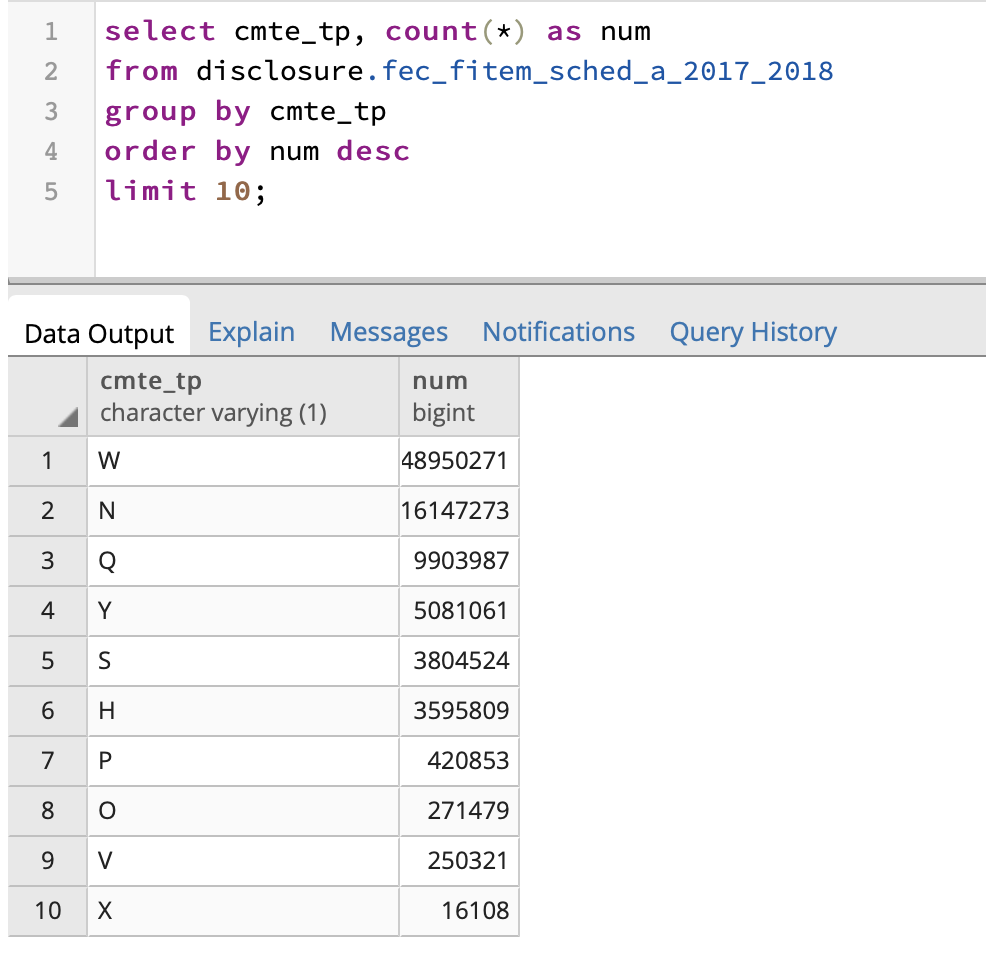 1 select cmte_tp, count(*) as num
2 from disclosure.fec_fitem_sched_a_2017_2018
3 group by cmte_tp
4 order by num desc
5 limit 10;
Data Output Explain Messages Notifications Query History
cmte_tp num
character varying (1) bigint
1 W 48950271
2 N 16147273
3 Q 9903987
4 Y 5081061
5 S 3804524
6 H 3595809
7 P 420853
8 O 271479
9 V 250321
10 X 16108